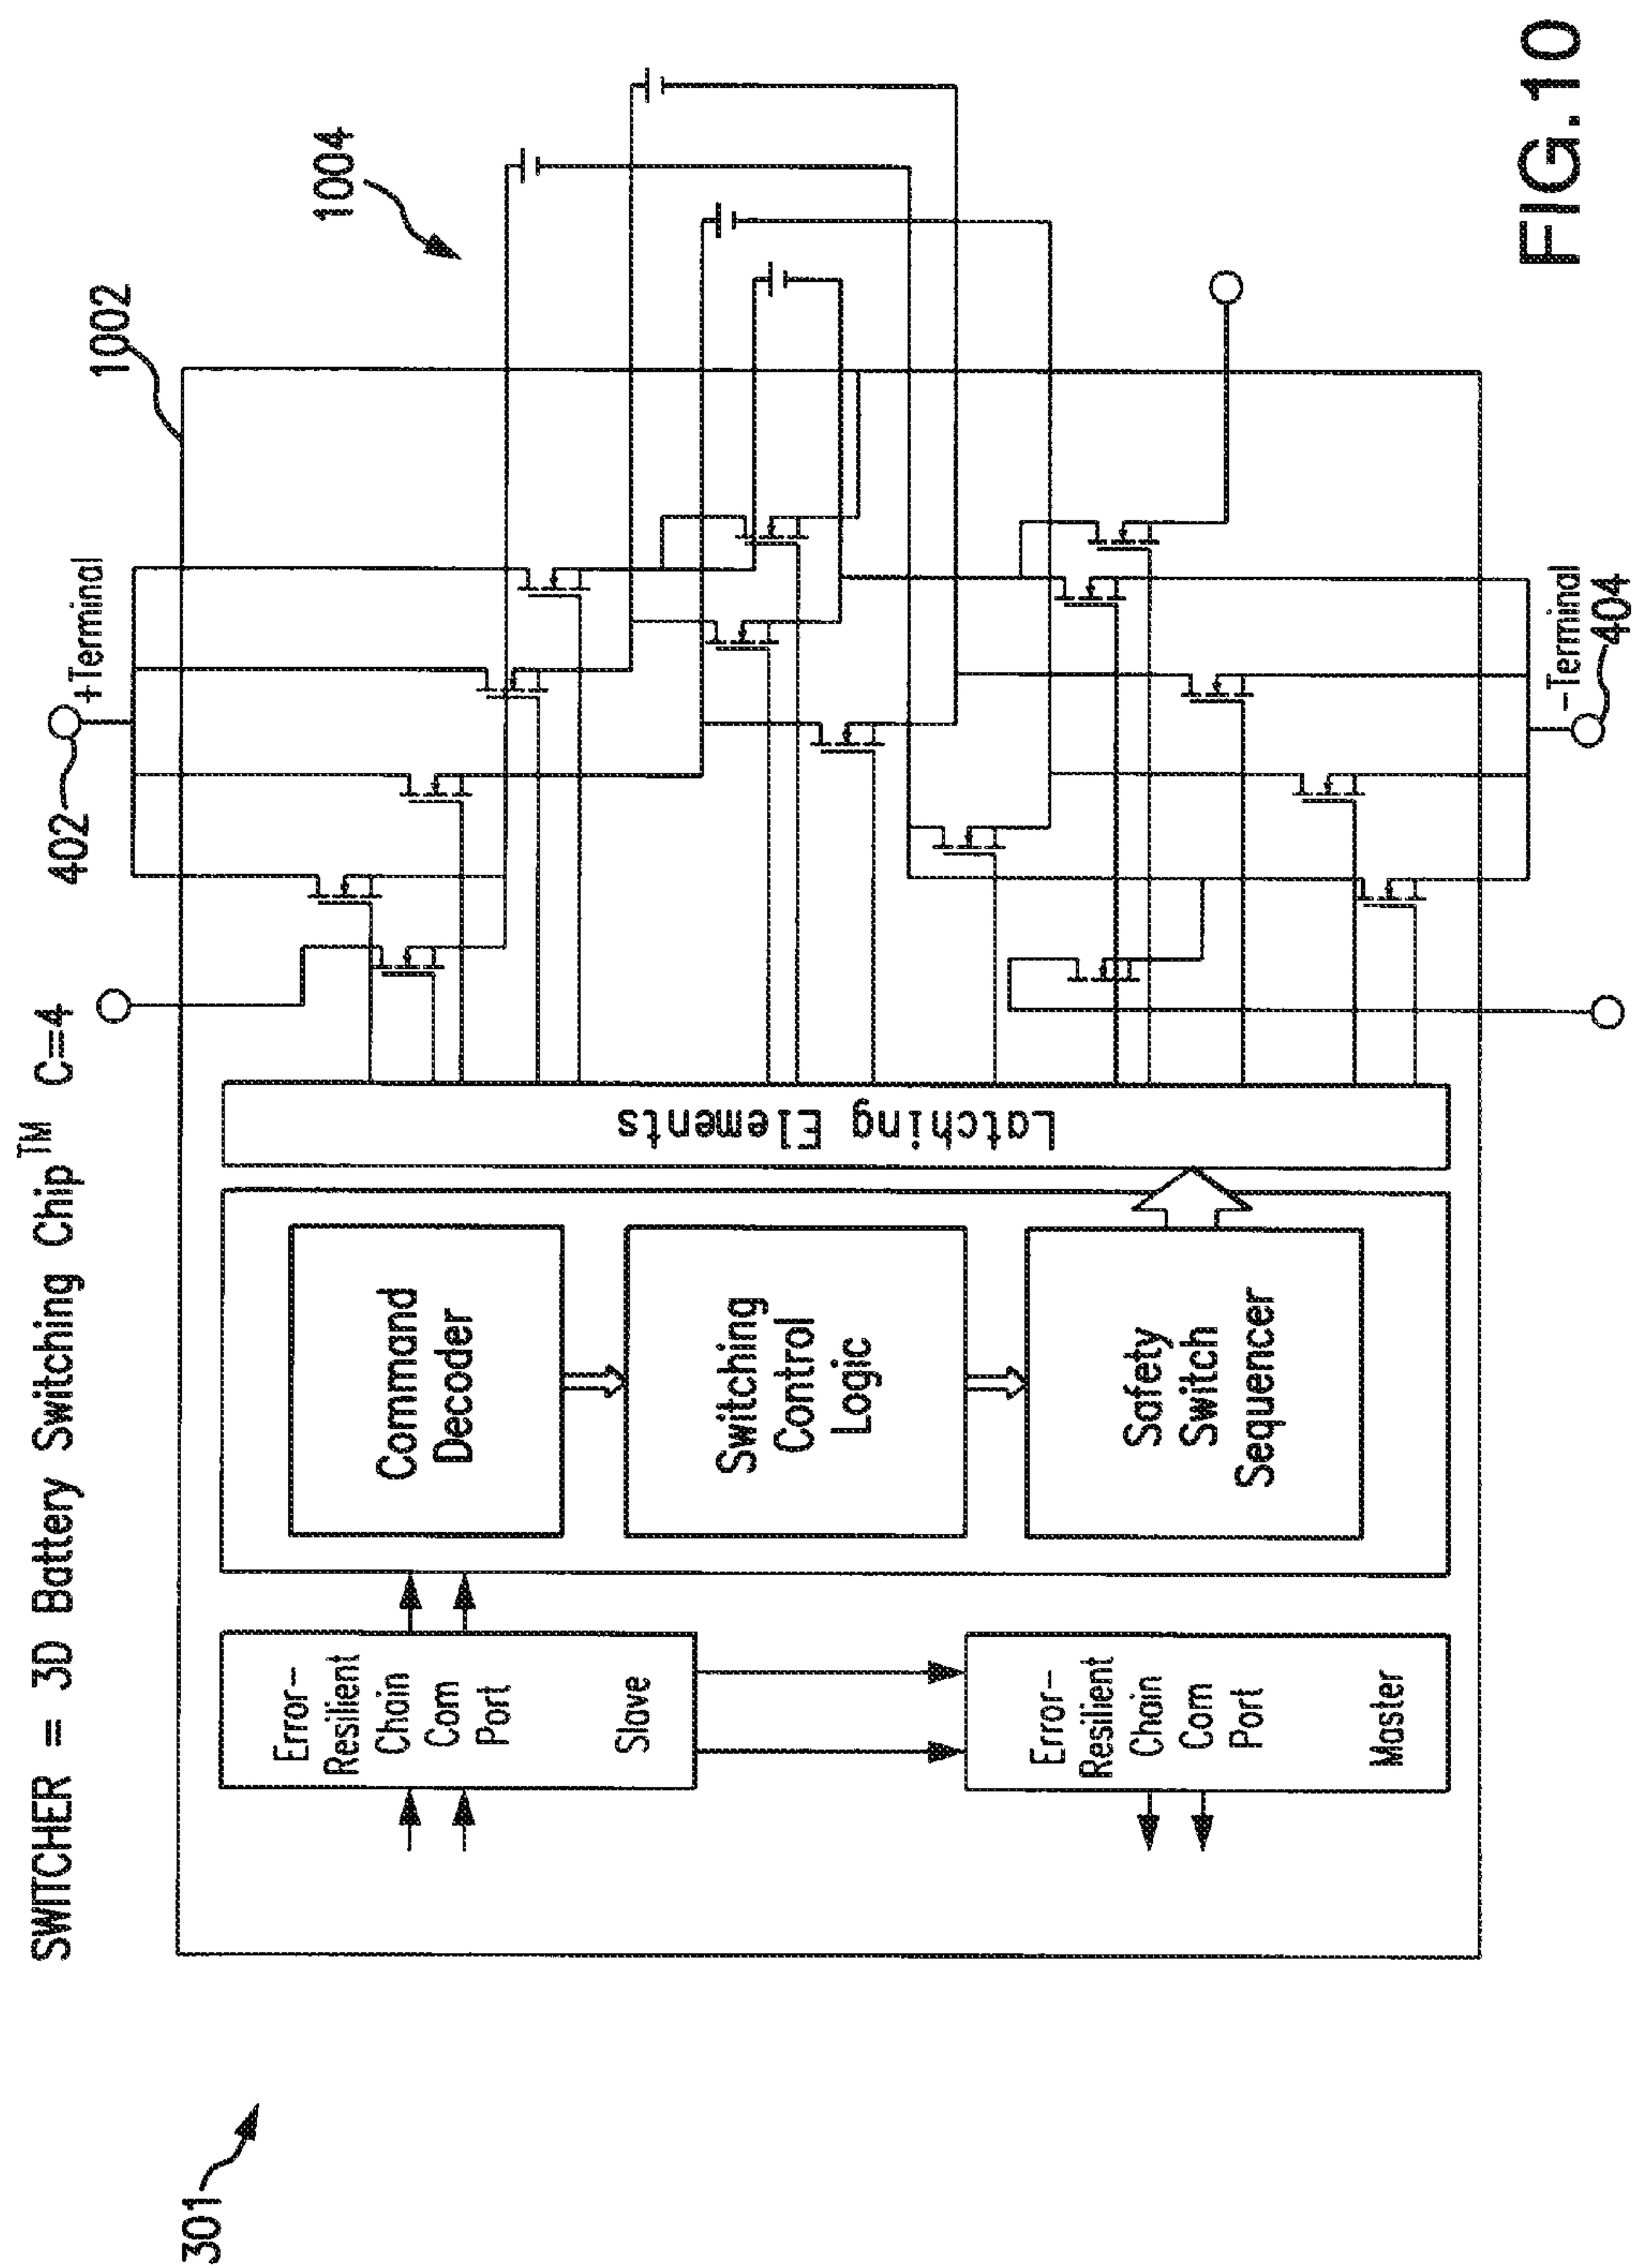 SWITCHER = 3D Battery Switching Chip™ C=4
301
402
+Terminal
1002
1004
Error-
Resilient
Chain
Com
Port
Slave
Command
Decoder
Switching
Control
Logic
Safety
Switch
Sequencer
Latching Elements
Error-
Resilient
Chain
Com
Port
Master
-Terminal
404
FIG.10